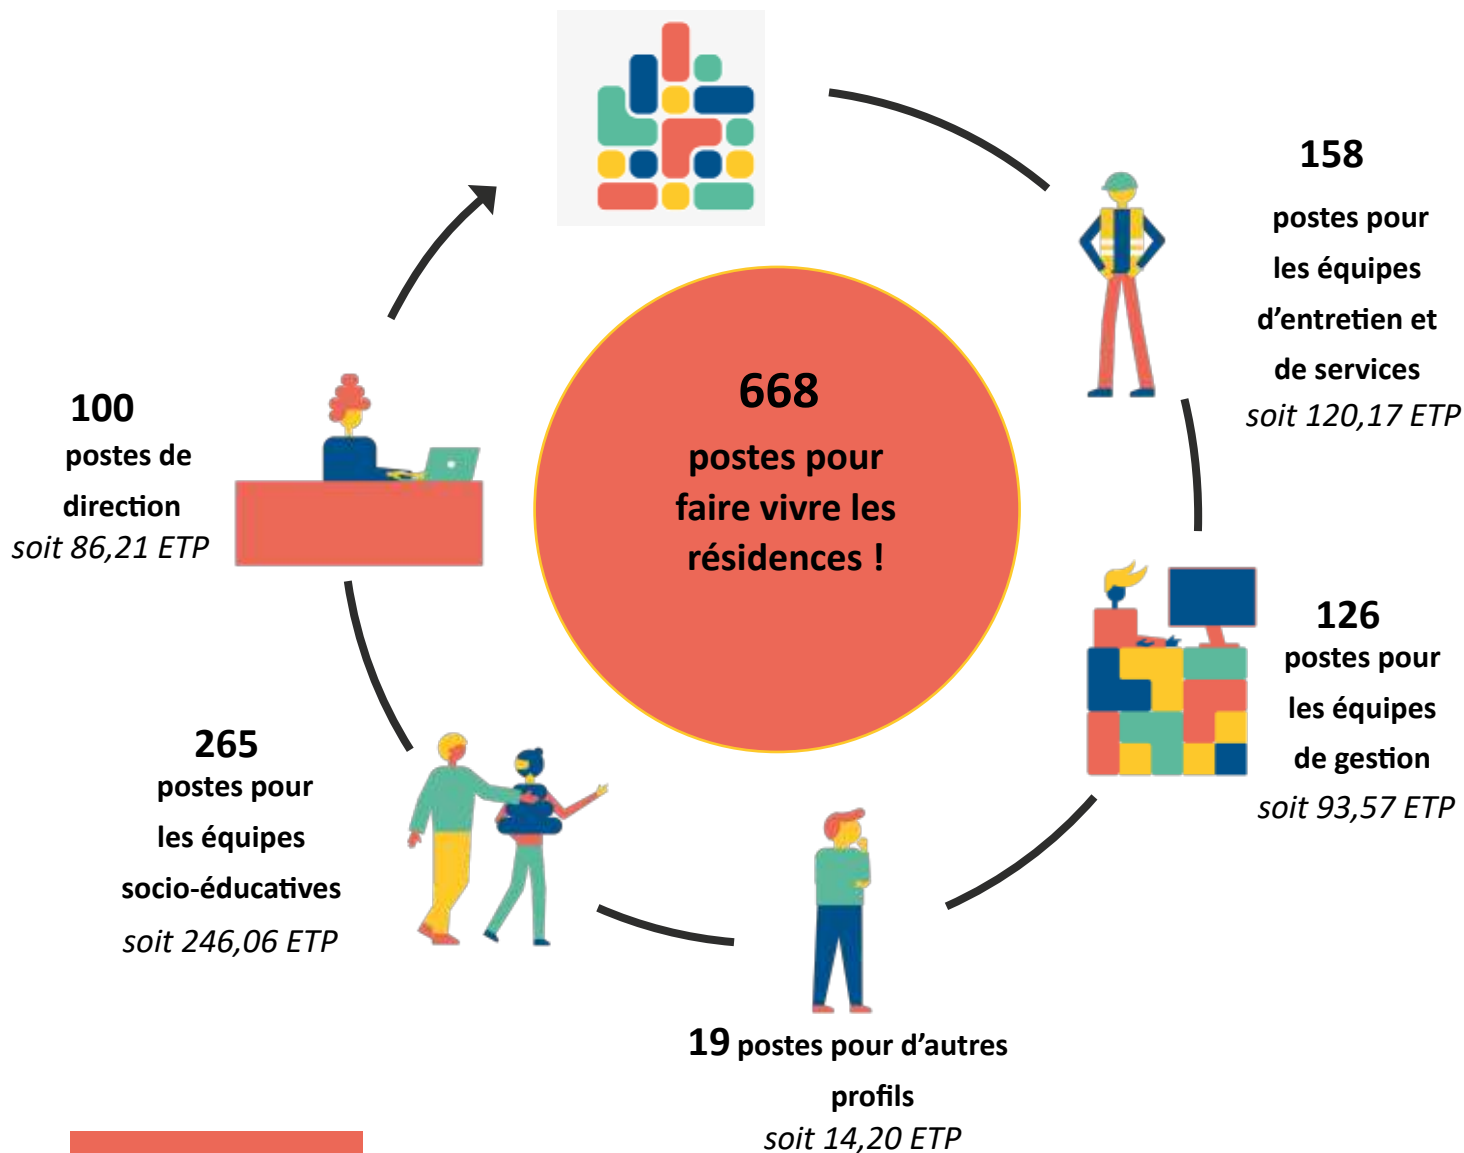 668
postes pour
faire vivre les
résidences !
158
postes pour
les équipes
d'entretien et
de services
soit 120,17 ETP
126
postes pour
les équipes
de gestion
soit 93,57 ETP
19 postes pour d'autres
profils
soit 14,20 ETP
265
postes pour
les équipes
socio-éducatives
soit 246,06 ETP
100
postes de
direction
soit 86,21 ETP